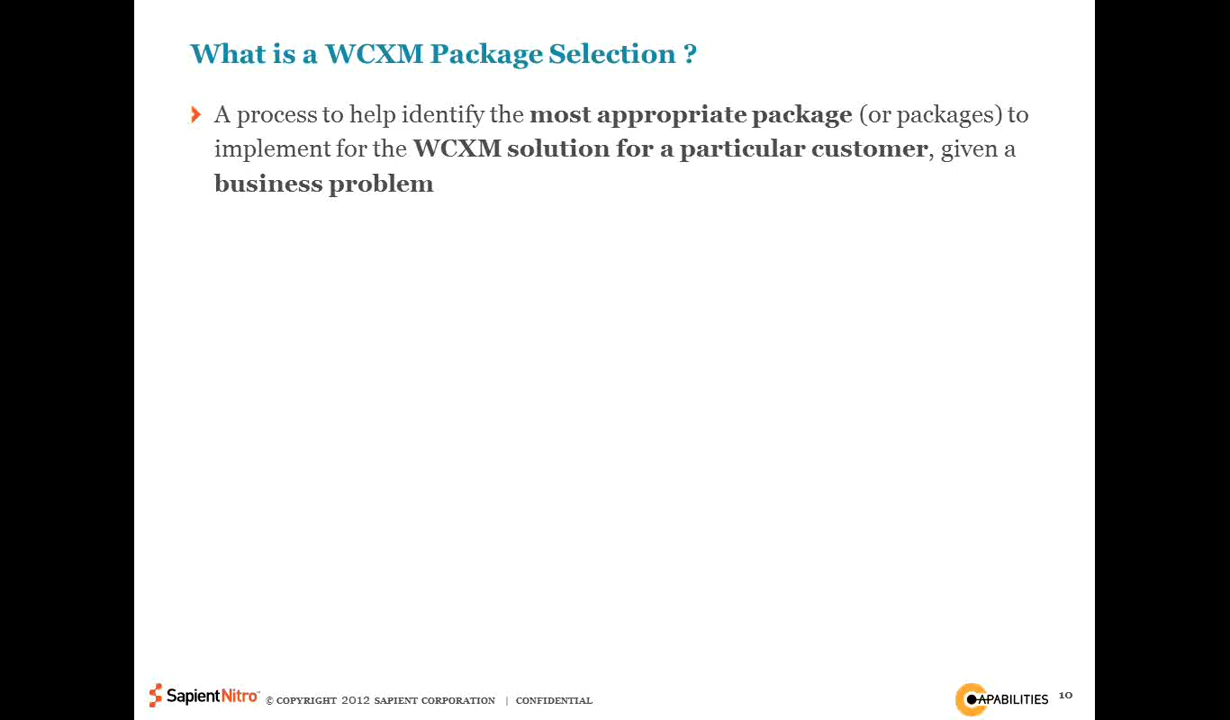 What is a WCXM Package Selection ?
A process to help identify the most appropriate package (or packages) to
implement for the WCXM solution for a particular customer, given a
business problem
SapientNitro™ © COPYRIGHT 2012 SAPIENT CORPORATION | CONFIDENTIAL
CAPABILITIES 10